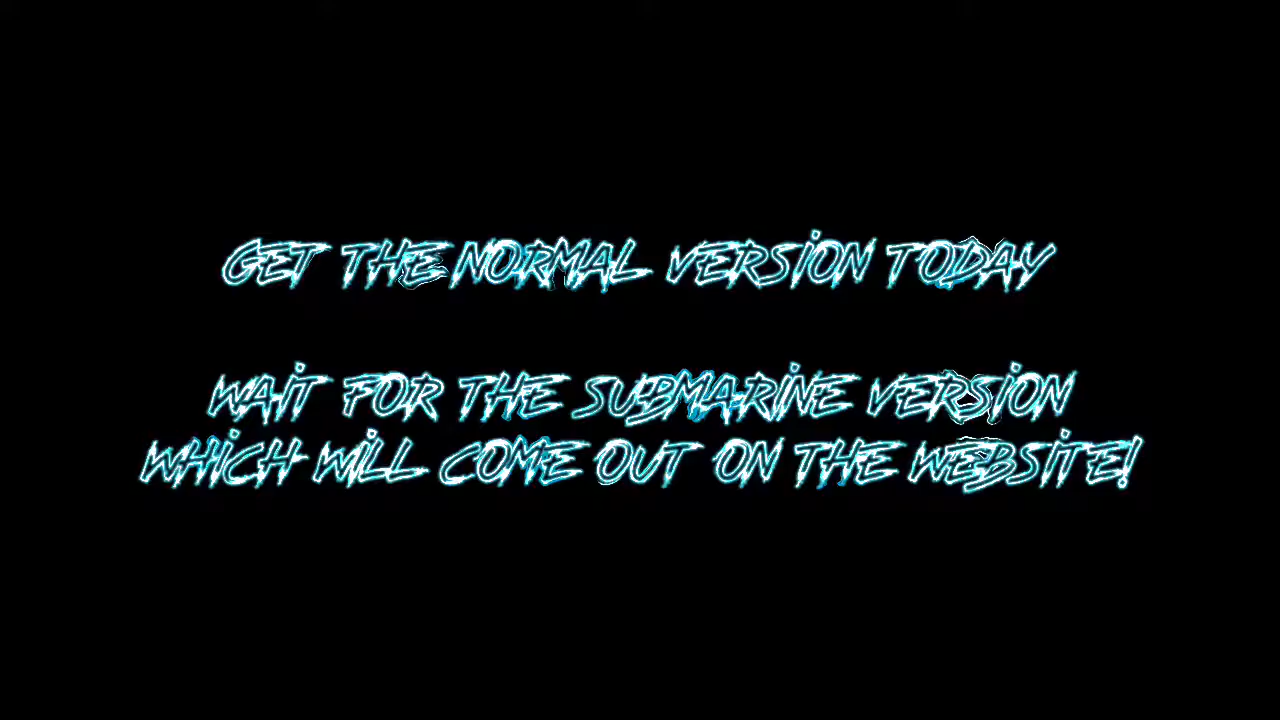 GET THE NORMAL VERSION TODAY
WAIT FOR THE SUBMARINE VERSION
WHICH WILL COME OUT ON THE WEBSITE!